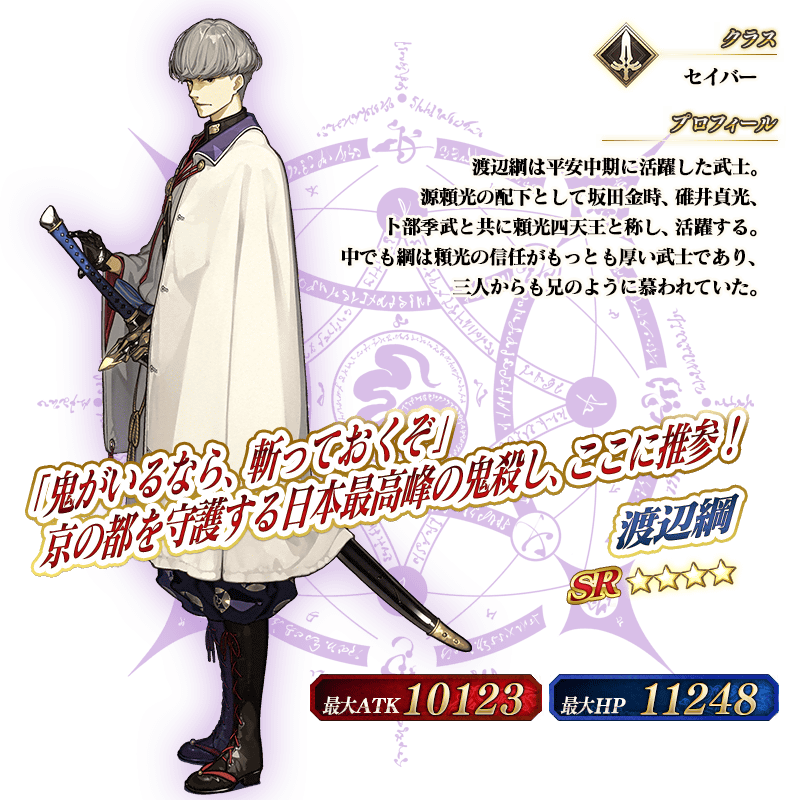 クラス
セイバー
プロフィール
渡辺綱は平安中期に活躍した武士。
源頼光の配下として坂田金時、碓井貞光、
卜部季武と共に頼光四天王と称し、活躍する。
中でも綱は頼光の信任がもっとも厚い武士であり、
三人からも兄のように慕われていた。
「鬼がいるなら、斬っておくぞ」
京の都を守護する日本最高峰の鬼殺し、ここに推参！
渡辺綱
SR ☆☆☆☆
最大ATK 10123
最大HP 11248